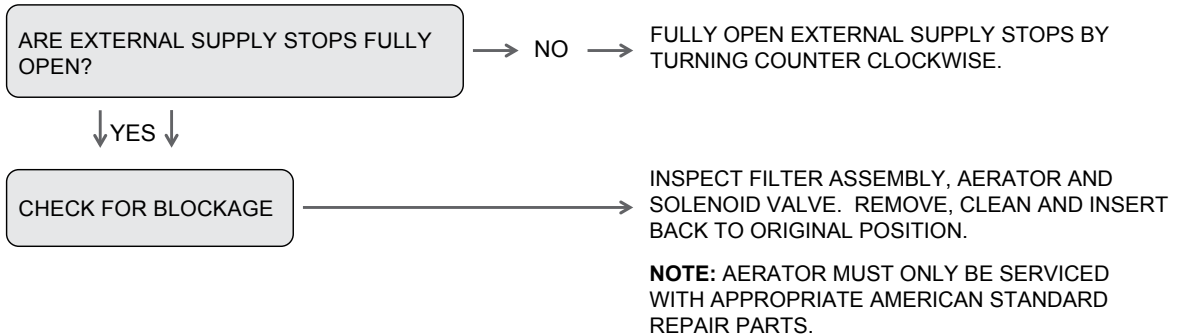 ARE EXTERNAL SUPPLY STOPS FULLY
OPEN?
NO
FULLY OPEN EXTERNAL SUPPLY STOPS BY
TURNING COUNTER CLOCKWISE.
YES
CHECK FOR BLOCKAGE
INSPECT FILTER ASSEMBLY, AERATOR AND
SOLENOID VALVE. REMOVE, CLEAN AND INSERT
BACK TO ORIGINAL POSITION.
NOTE: AERATOR MUST ONLY BE SERVICED
WITH APPROPRIATE AMERICAN STANDARD
REPAIR PARTS.